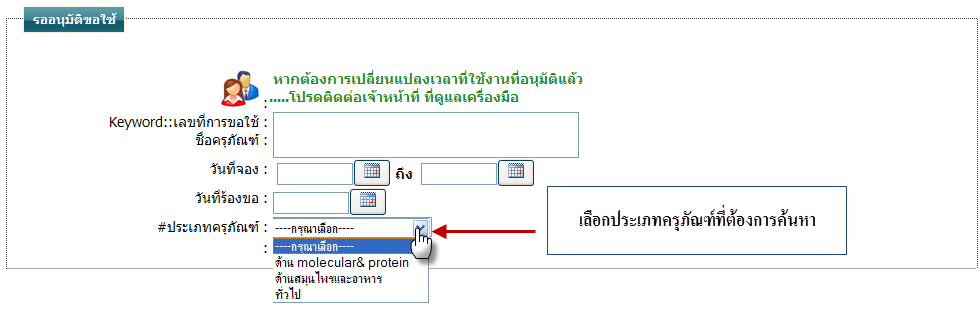 รออนุมัติขอใช้
หากต้องการเปลี่ยนแปลงเวลาที่ใช้งานที่อนุมัติแล้ว
: .....โปรดติดต่อเจ้าหน้าที่ ที่ดูแลเครื่องมือ
Keyword::เลขที่การขอใช้ :
ชื่อครุภัณฑ์ :
วันที่จอง : ถึง
วันที่ร้องขอ :
#ประเภทครุภัณฑ์ : ----กรุณาเลือก----
เลือกประเภทครุภัณฑ์ที่ต้องการค้นหา
: ----กรุณาเลือก----
ด้าน molecular& protein
ด้านสมุนไพรและอาหาร
ทั่วไป